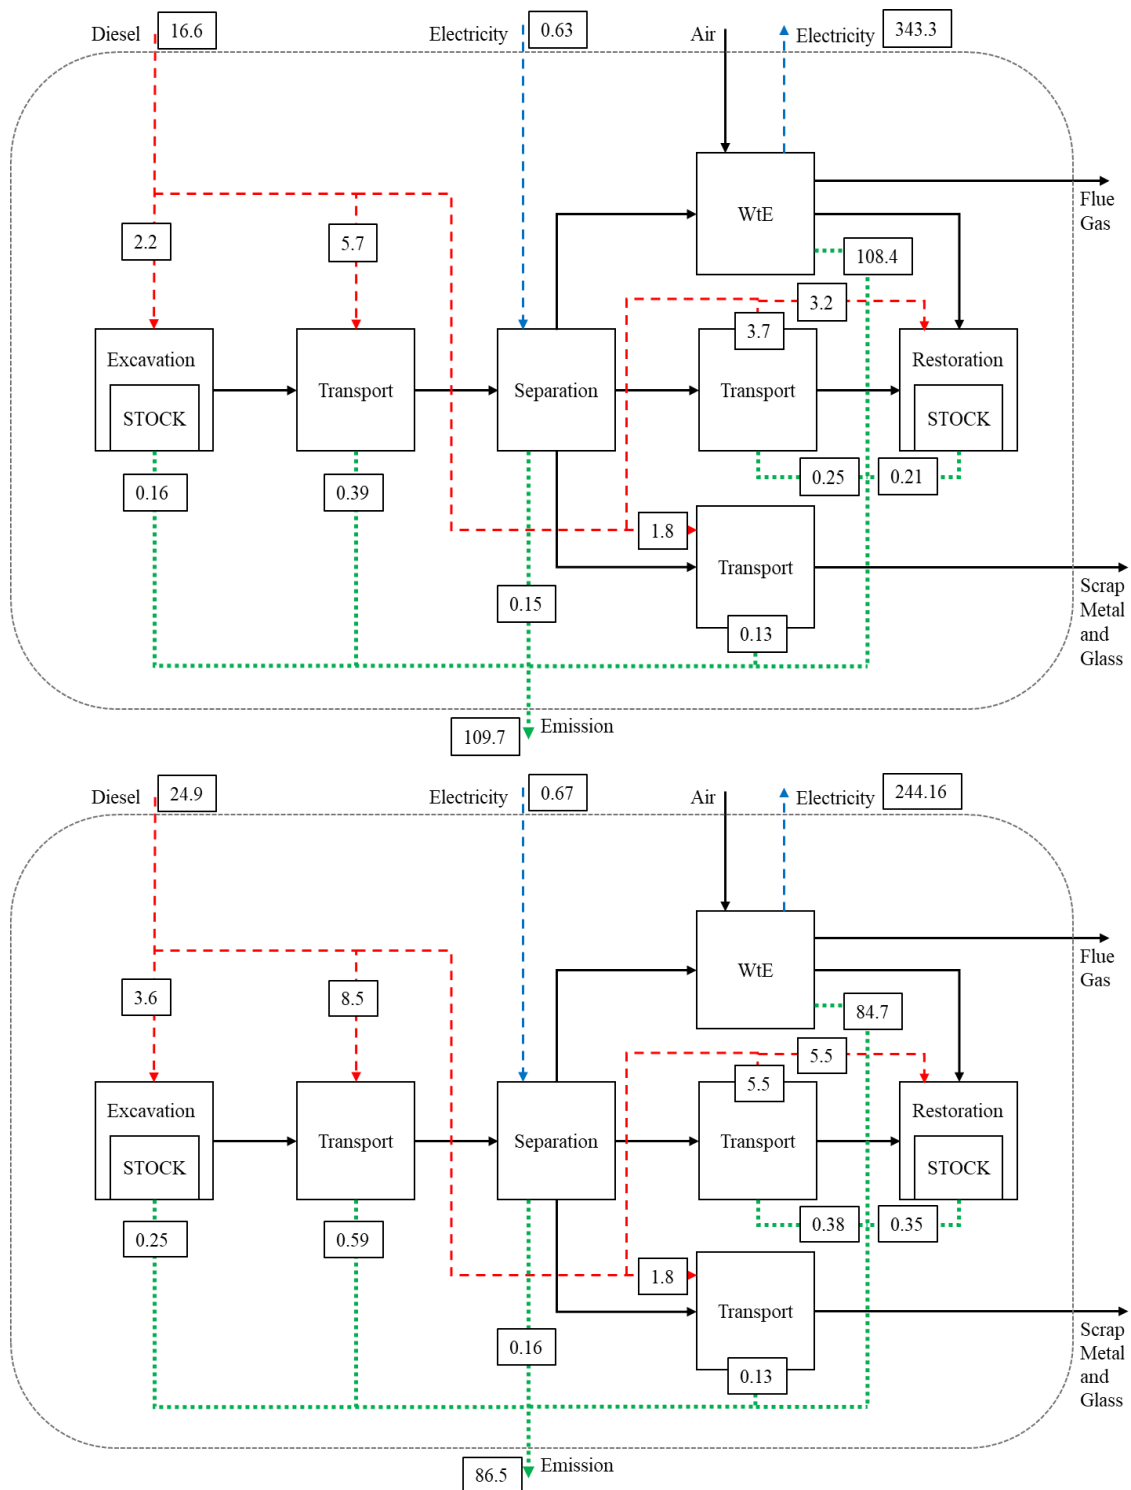 Diesel
16.6
Electricity
0.63
Air
Electricity
343.3
WtE
Flue
Gas
2.2
5.7
108.4
3.2
3.7
Excavation
STOCK
Transport
Separation
Transport
Restoration
STOCK
0.16
0.39
0.25
0.21
1.8
Transport
0.15
0.13
Scrap
Metal
and
Glass
109.7
Emission
Diesel
24.9
Electricity
0.67
Air
Electricity
244.16
WtE
Flue
Gas
3.6
8.5
84.7
5.5
5.5
Excavation
STOCK
Transport
Separation
Transport
Restoration
STOCK
0.25
0.59
0.38
0.35
1.8
Transport
0.16
0.13
Scrap
Metal
and
Glass
86.5
Emission